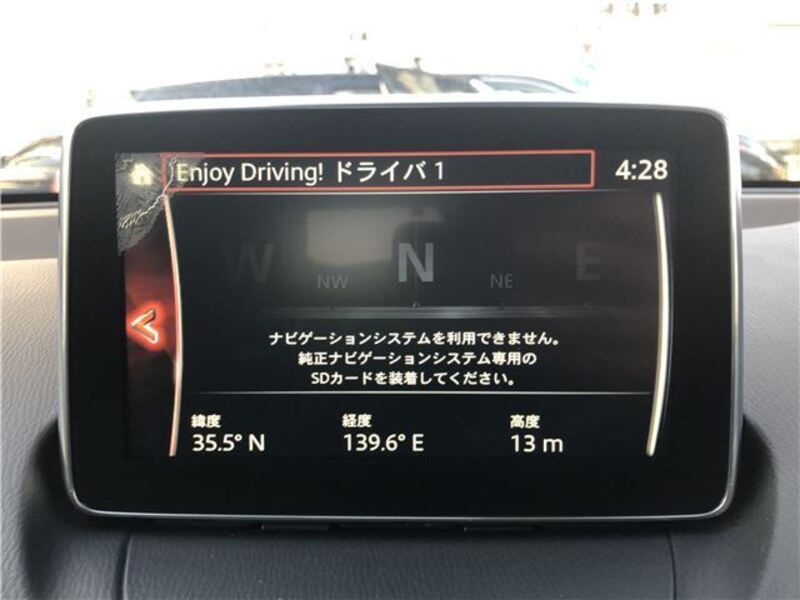 Enjoy Driving! ドライバ 1
4:28
W NW N NE E
ナビゲーションシステムを利用できません。
純正ナビゲーションシステム専用の
SDカードを装着してください。
緯度 経度 高度
35.5° N 139.6° E 13 m